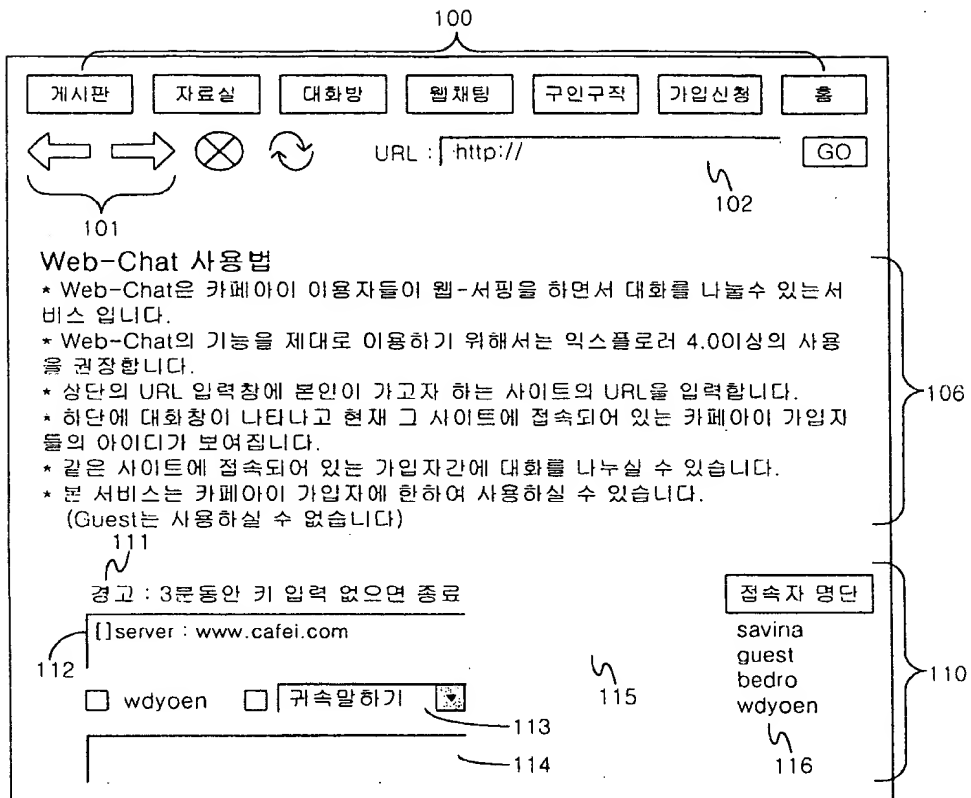 100
게시판 자료실 대화방 웹채팅 구인구직 가입신청 홈
URL : http:// GO
101
102
Web-Chat 사용법
* Web-Chat은 카페아이 이용자들이 웹-서핑을 하면서 대화를 나눌수 있는서
비스 입니다.
* Web-Chat의 기능을 제대로 이용하기 위해서는 익스플로러 4.00이상의 사용
을 권장합니다.
* 상단의 URL 입력창에 본인이 가고자 하는 사이트의 URL을 입력합니다.
* 하단에 대화창이 나타나고 현재 그 사이트에 접속되어 있는 카페아이 가입자
들의 아이디가 보여집니다.
* 같은 사이트에 접속되어 있는 가입자간에 대화를 나누실 수 있습니다.
* 본 서비스는 카페아이 가입자에 한하여 사용하실 수 있습니다.
(Guest는 사용하실 수 없습니다)
106
111
경고 : 3분동안 키 입력 없으면 종료
접속자 명단
[]server : www.cafei.com
savina
guest
bedro
wdyoen
112
wdyoen 귀속말하기
113
114
115
116
110